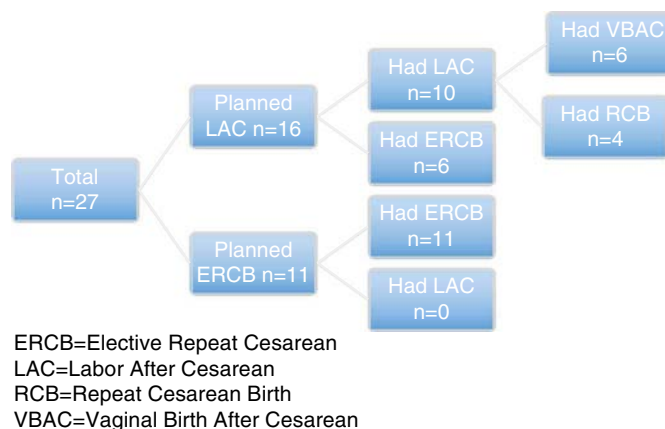 Total
n=27
Planned
LAC n=16
Planned
ERCB n=11
Had LAC
n=10
Had ERCB
n=6
Had ERCB
n=11
Had LAC
n=0
Had VBAC
n=6
Had RCB
n=4
ERCB=Elective Repeat Cesarean
LAC=Labor After Cesarean
RCB=Repeat Cesarean Birth
VBAC=Vaginal Birth After Cesarean